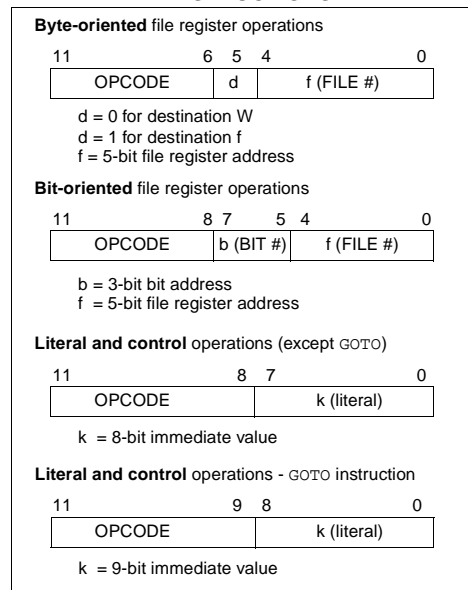 Byte-oriented file register operations
11 6 5 4 0
OPCODE d f (FILE #)
d = 0 for destination W
d = 1 for destination f
f = 5-bit file register address
Bit-oriented file register operations
11 8 7 5 4 0
OPCODE b (BIT #) f (FILE #)
b = 3-bit bit address
f = 5-bit file register address
Literal and control operations (except GOTO)
11 8 7 0
OPCODE k (literal)
k = 8-bit immediate value
Literal and control operations - GOTO instruction
11 9 8 0
OPCODE k (literal)
k = 9-bit immediate value